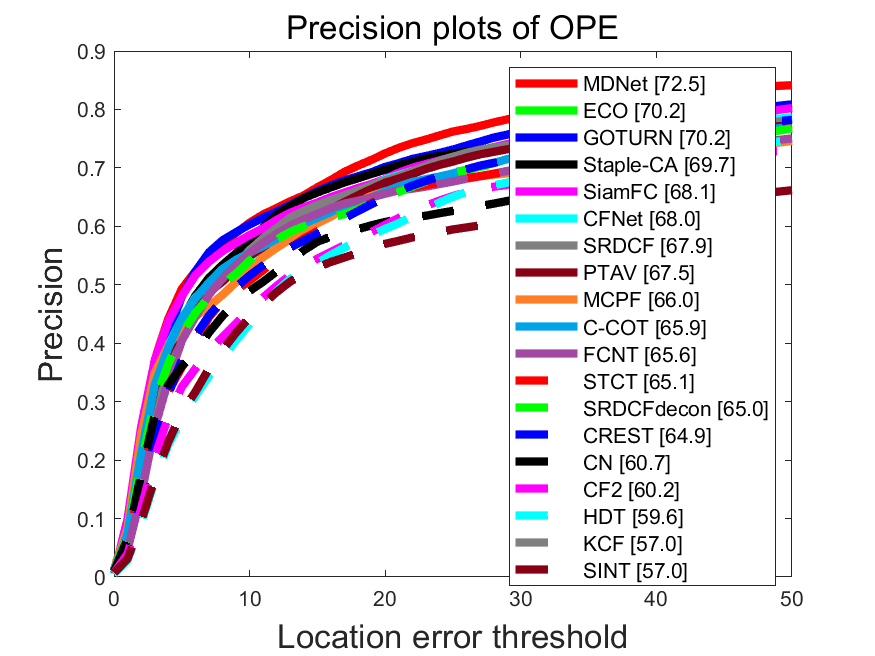 Precision plots of OPE
0.9
0.8
0.7
0.6
0.5
0.4
0.3
0.2
0.1
0
Precision
MDNet [72.5]
ECO [70.2]
GOTURN [70.2]
Staple-CA [69.7]
SiamFC [68.1]
CFNet [68.0]
SRDCF [67.9]
PTAV [67.5]
MCPF [66.0]
C-COT [65.9]
FCNT [65.6]
STCT [65.1]
SRDCFdecon [65.0]
CREST [64.9]
CN [60.7]
CF2 [60.2]
HDT [59.6]
KCF [57.0]
SINT [57.0]
0 10 20 30 40 50
Location error threshold